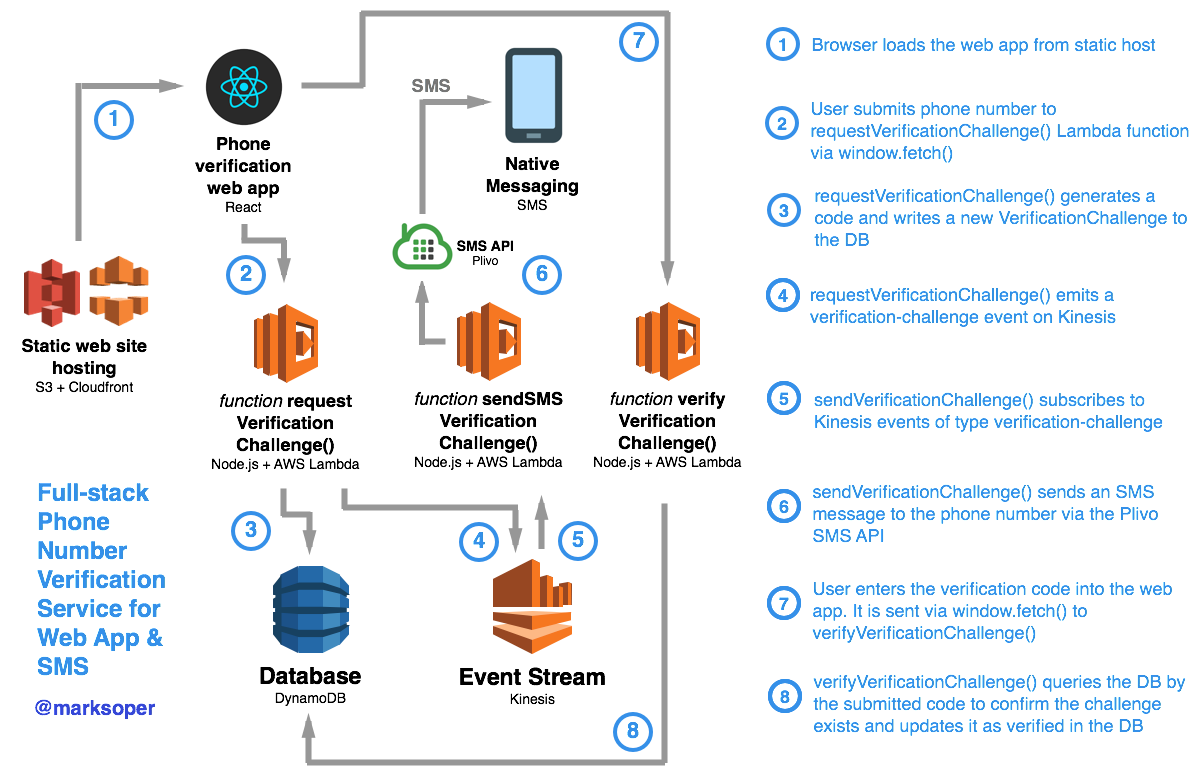 7
1
SMS
Phone
verification
web app
React
Native
Messaging
SMS
SMS API
Plivo
2
6
Static web site
hosting
S3 + Cloudfront
function request
Verification
Challenge()
Node.js + AWS Lambda
function sendSMS
Verification
Challenge()
Node.js + AWS Lambda
function verify
Verification
Challenge()
Node.js + AWS Lambda
Full-stack
Phone
Number
Verification
Service for
Web App &
SMS
@marksoper
3
4
5
Database
DynamoDB
Event Stream
Kinesis
8
1
Browser loads the web app from static host
2
User submits phone number to
requestVerificationChallenge() Lambda function
via window.fetch()
3
requestVerificationChallenge() generates a
code and writes a new VerificationChallenge to
the DB
4
requestVerificationChallenge() emits a
verification-challenge event on Kinesis
5
sendVerificationChallenge() subscribes to
Kinesis events of type verification-challenge
6
sendVerificationChallenge() sends an SMS
message to the phone number via the Plivo
SMS API
7
User enters the verification code into the web
app. It is sent via window.fetch() to
verifyVerificationChallenge()
8
verifyVerificationChallenge() queries the DB by
the submitted code to confirm the challenge
exists and updates it as verified in the DB